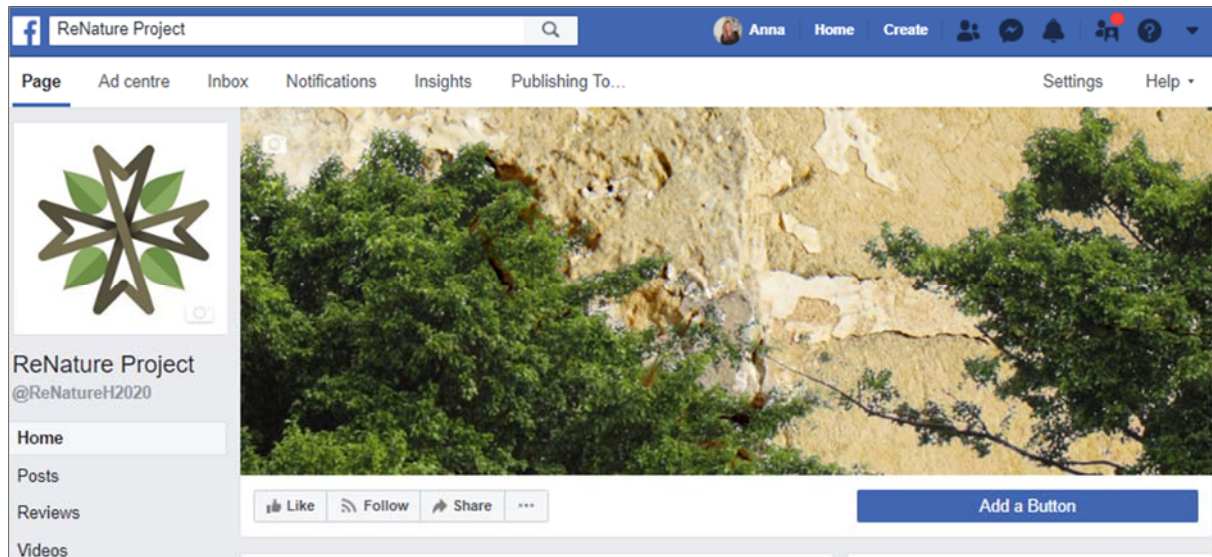 f ReNature Project Anna Home Create
Page Ad centre Inbox Notifications Insights Publishing To... Settings Help
ReNature Project
@ReNatureH2020
Home
Posts
Reviews
Videos
Like Follow Share ... Add a Button